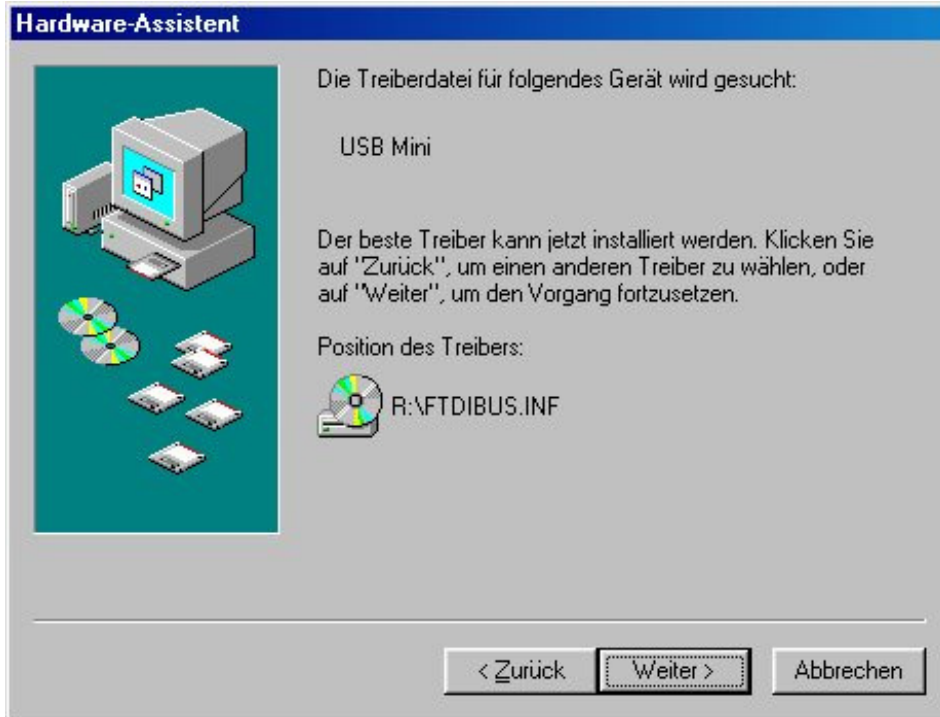 Hardware-Assistent
Die Treiberdatei für folgendes Gerät wird gesucht:
USB Mini
Der beste Treiber kann jetzt installiert werden. Klicken Sie
auf "Zurück", um einen anderen Treiber zu wählen, oder
auf "Weiter", um den Vorgang fortzusetzen.
Position des Treibers:
R:\FTDIBUS.INF
< Zurück
Weiter >
Abbrechen